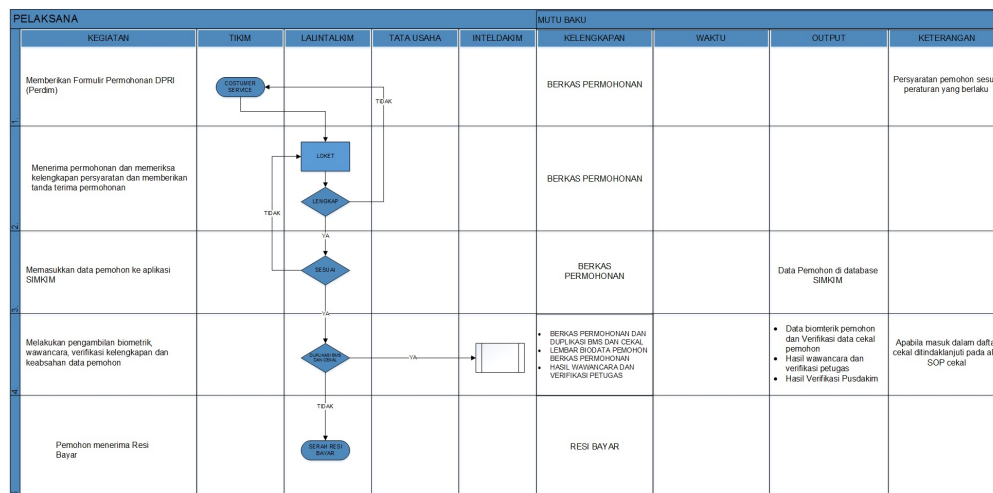 PELAKSANA
MUTU BAKU
KEGIATAN
TIKIM
LALINTALKIM
TATA USAHA
INTELDAKIM
KELENGKAPAN
WAKTU
OUTPUT
KETERANGAN
1.
Memberikan Formulir Permohonan DPRI
(Perdim)
COSTUMER
SERVICE
TIDAK
BERKAS PERMOHONAN
Persyaratan pemohon sesu
peraturan yang berlaku
2.
Menerima permohonan dan memeriksa
kelengkapan persyaratan dan memberikan
tanda terima permohonan
LOKET
LENGKAP
TIDAK
YA
BERKAS PERMOHONAN
3.
Memasukkan data pemohon ke aplikasi
SIMKIM
SESUAI
YA
BERKAS
PERMOHONAN
Data Pemohon di database
SIMKIM
4.
Melakukan pengambilan biometrik,
wawancara, verifikasi kelengkapan dan
keabsahan data pemohon
DUPLIKASI BMS
DAN CEKAL
YA
• BERKAS PERMOHONAN DAN
DUPLIKASI BMS DAN CEKAL
• LEMBAR BIODATA PEMOHON
BERKAS PERMOHONAN
• HASIL WAWANCARA DAN
VERIFIKASI PETUGAS
• Data biomterik pemohon
dan Verifikasi data cekal
pemohon
• Hasil wawancara dan
verifikasi petugas
• Hasil Verifikasi Pusdakim
Apabila masuk dalam dafta
cekal ditindaklanjuti pada al
SOP cekal
TIDAK
Pemohon menerima Resi
Bayar
SERAH RESI
BAYAR
RESI BAYAR